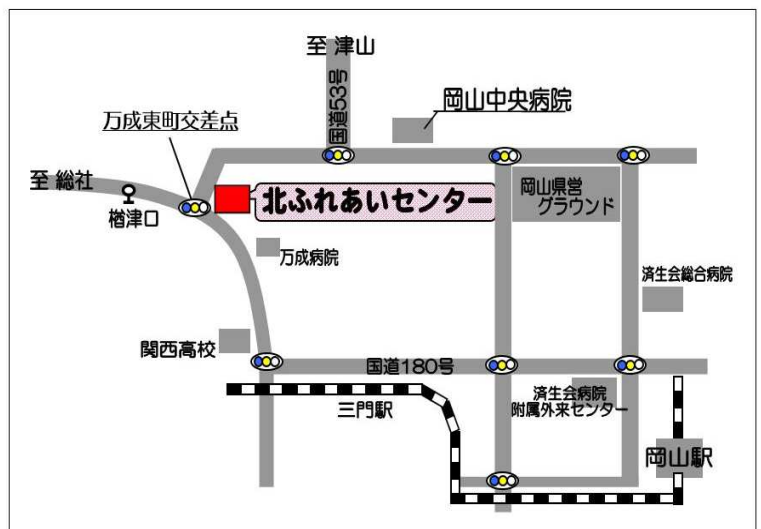 至 津山
国道53号
岡山中央病院
万成東町交差点
至 総社
楢津口
北ふれあいセンター
岡山県営
グラウンド
万成病院
済生会総合病院
関西高校
国道180号
三門駅
済生会病院
附属外来センター
岡山駅